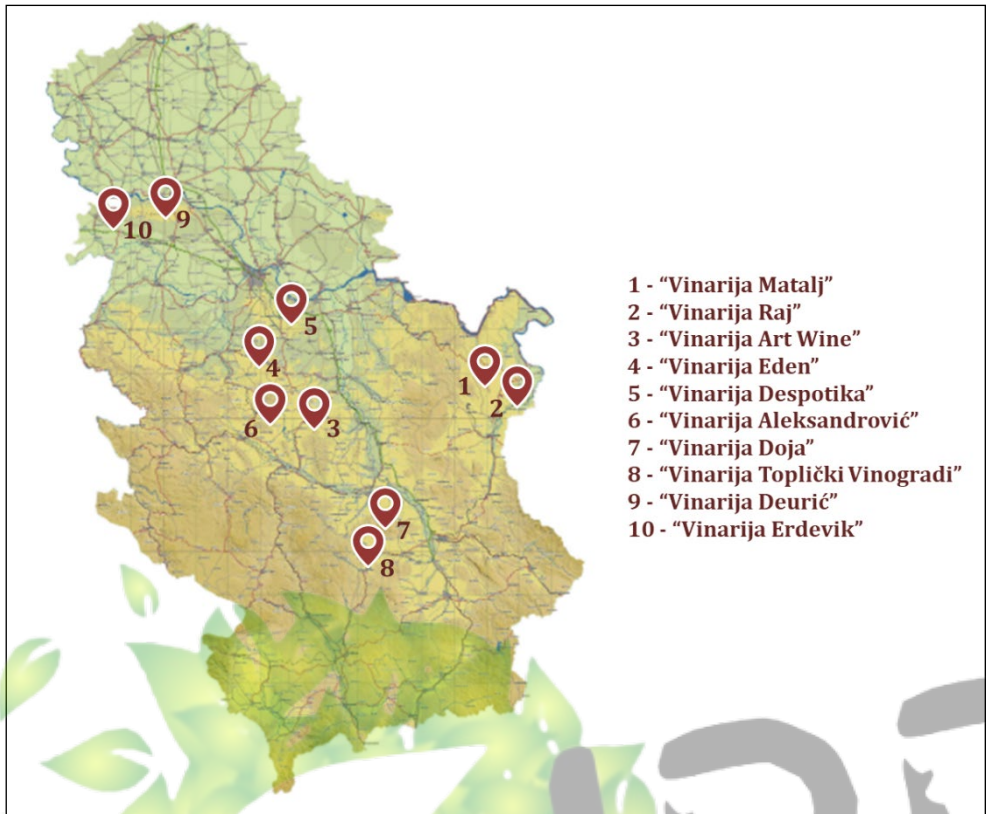 10
9
5
4
1
2
6
3
7
8
1 - “Vinarija Matalj”
2 - “Vinarija Raj”
3 - “Vinarija Art Wine”
4 - “Vinarija Eden”
5 - “Vinarija Despotika”
6 - “Vinarija Aleksandrović”
7 - “Vinarija Doja”
8 - “Vinarija Toplički Vinogradi”
9 - “Vinarija Deurić”
10 - “Vinarija Erdevik”